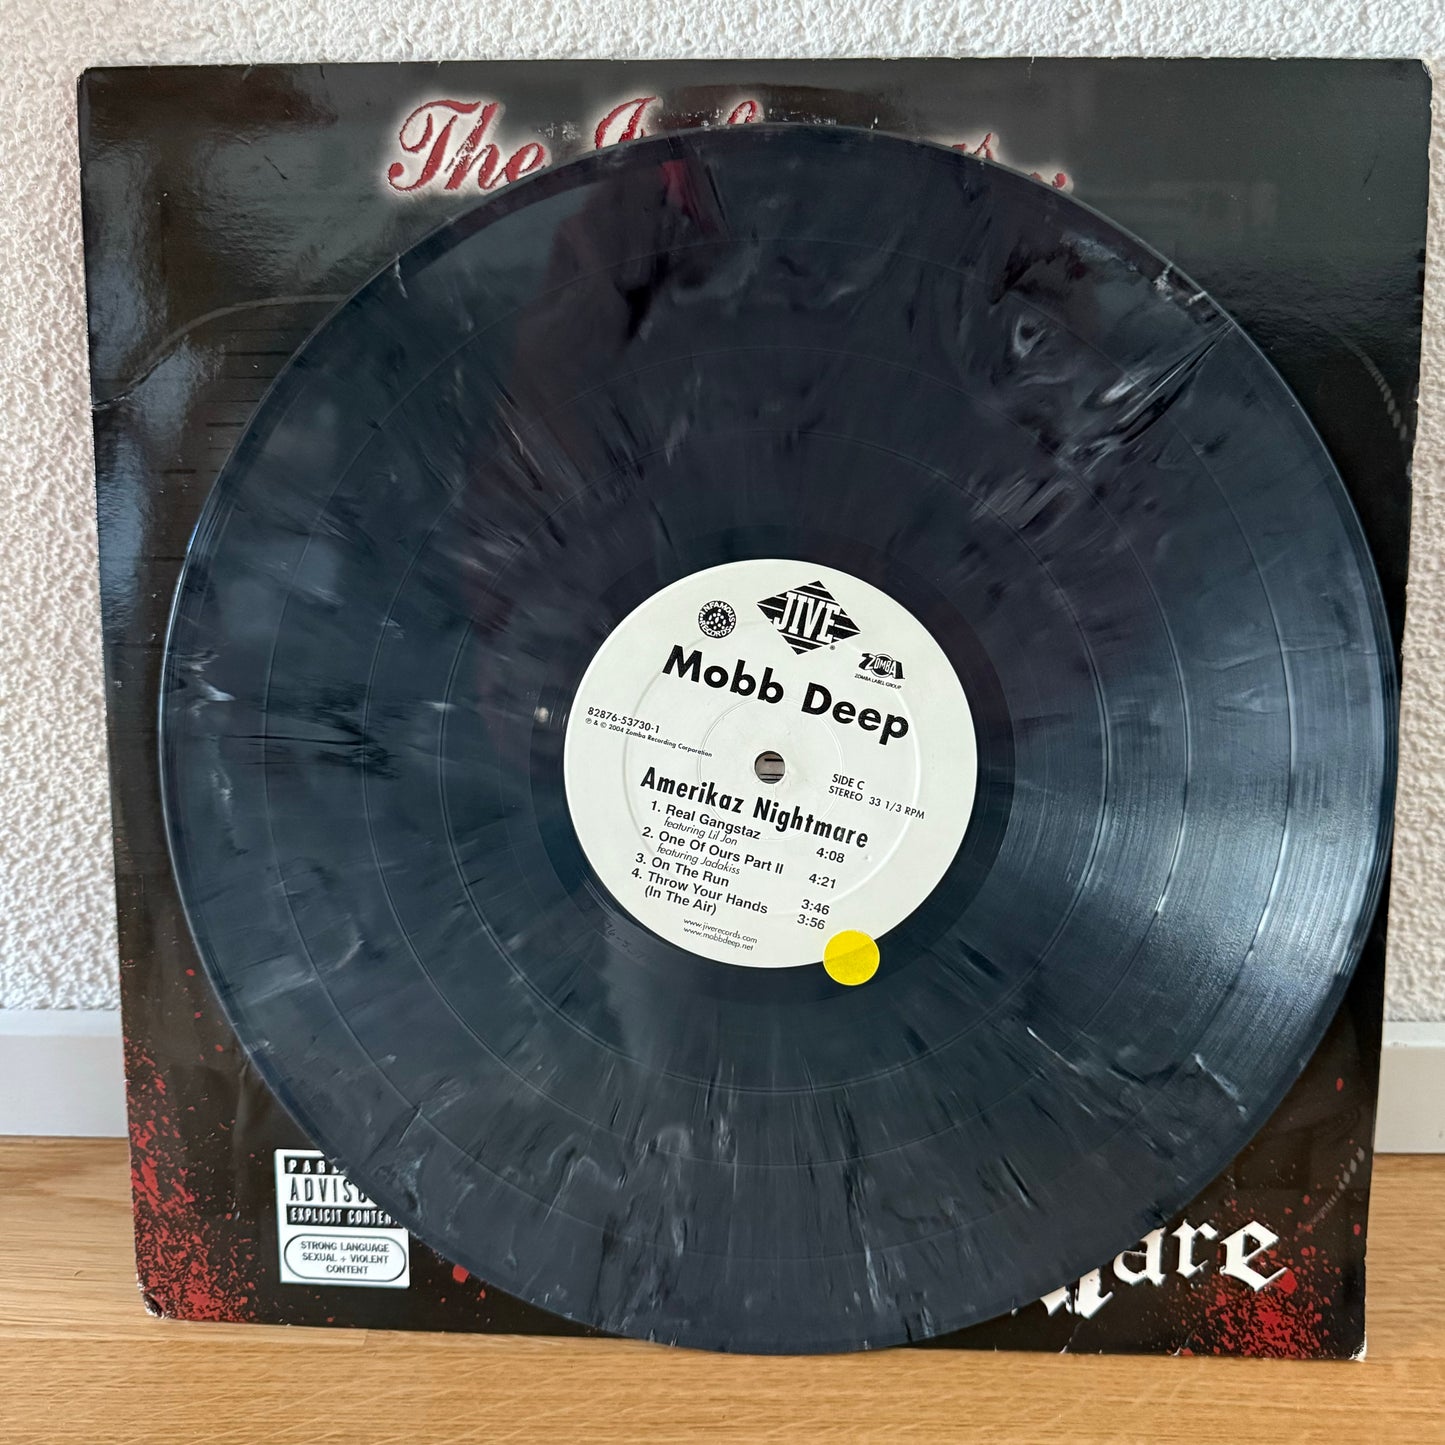 The
INFAMOUS
RECORDS
JIVE
ZOMBA
ZOMBA LABEL GROUP
Mobb Deep
82876-53730-1
℗ & © 2004 Zomba Recording Corporation
SIDE C
STEREO 33 1/3 RPM
Amerikaz Nightmare
1. Real Gangstaz 4:08
featuring Lil Jon
2. One Of Ours Part II 4:21
featuring Jadakiss
3. On The Run 3:46
4. Throw Your Hands 3:56
(In The Air)
www.jiverecords.com
www.mobbdeep.net
EXPLICIT CONTEN
STRONG LANGUAGE
SEXUAL + VIOLENT
CONTENT